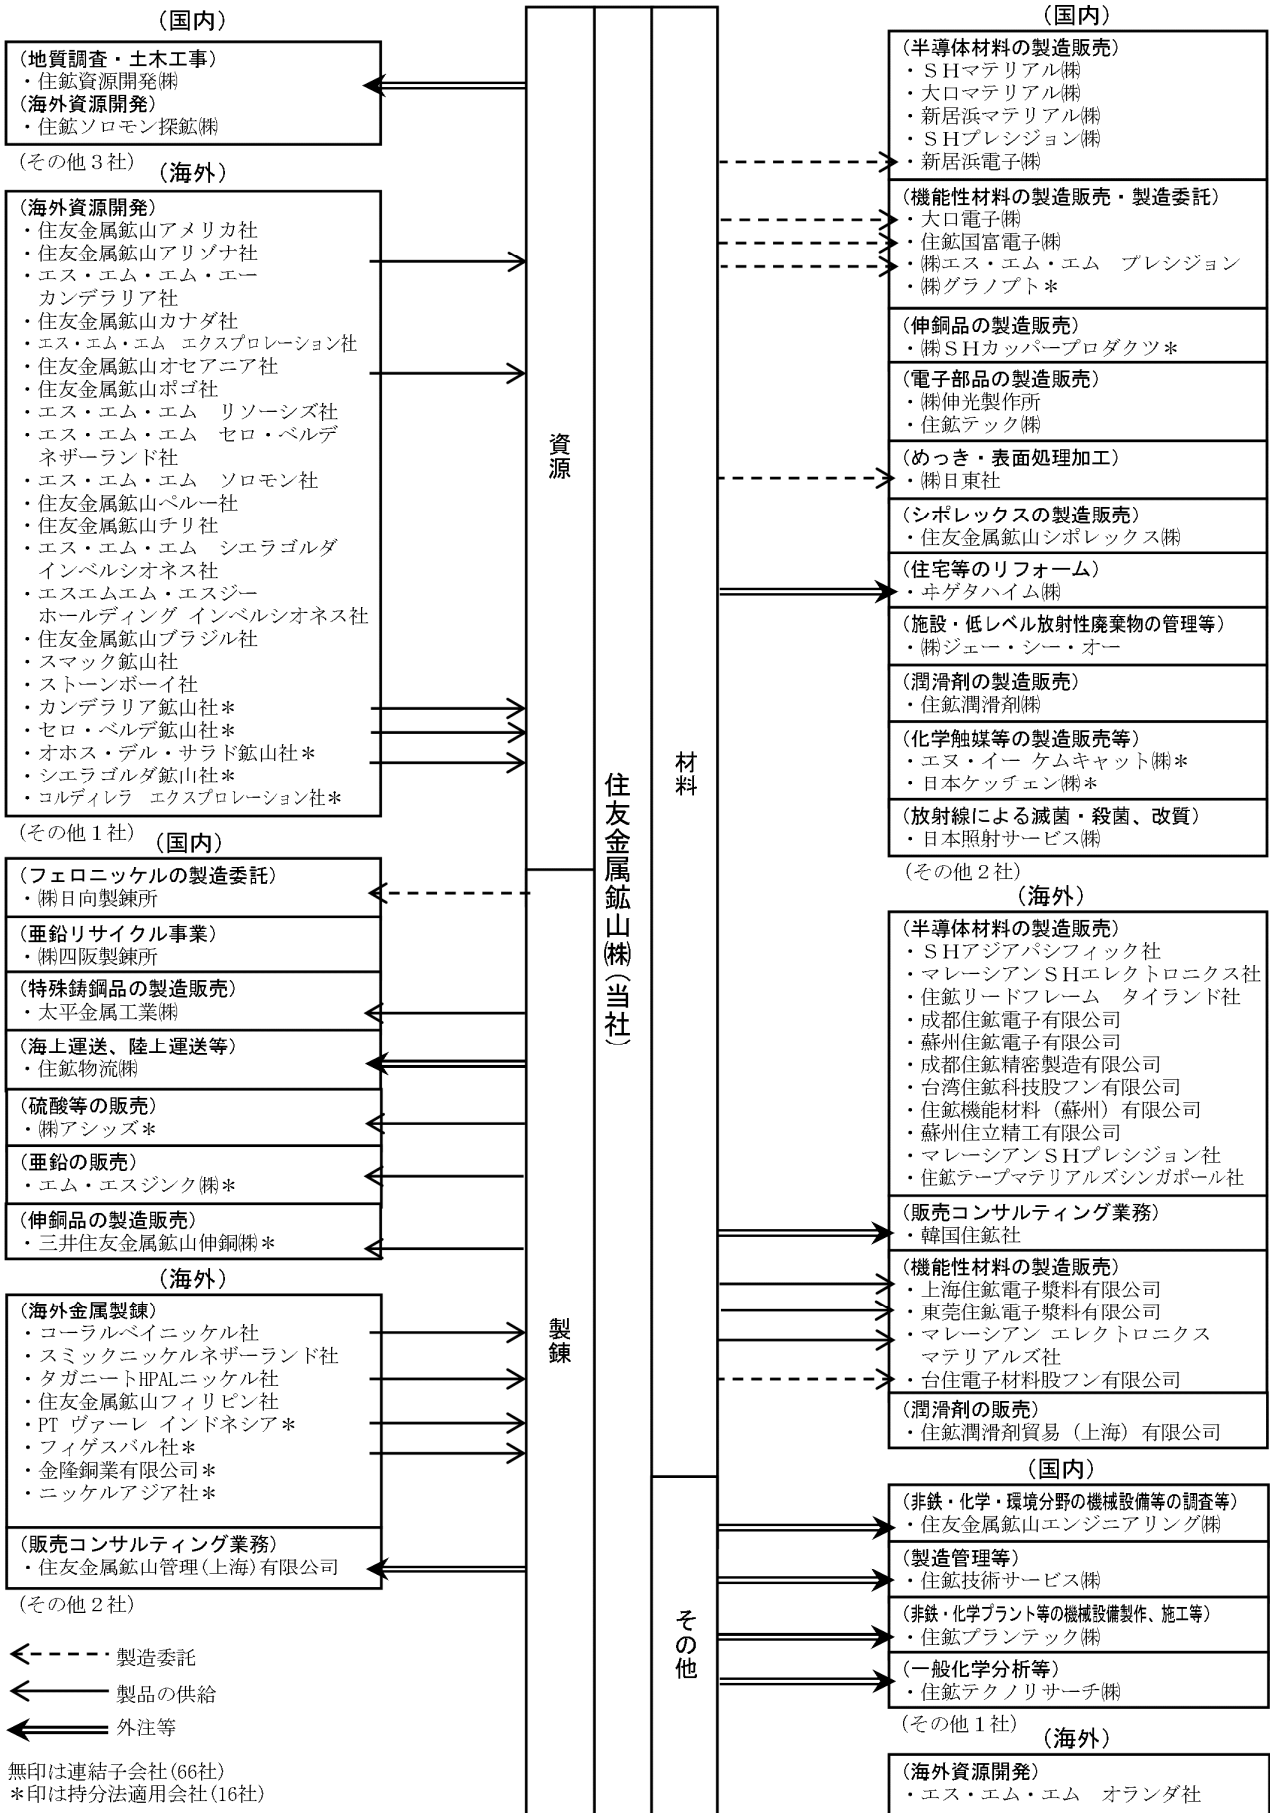 （国内）
（地質調査・土木工事）
・住鉱資源開発㈱
（海外資源開発）
・住鉱ソロモン探鉱㈱
（その他３社）
（海外）
（海外資源開発）
・住友金属鉱山アメリカ社
・住友金属鉱山アリゾナ社
・エス・エム・エム・エー
カンデラリア社
・住友金属鉱山カナダ社
・エス・エム・エム　エクスプロレーション社
・住友金属鉱山オセアニア社
・住友金属鉱山ポゴ社
・エス・エム・エム　リソーシズ社
・エス・エム・エム　セロ・ベルデ
ネザーランド社
・エス・エム・エム　ソロモン社
・住友金属鉱山ペルー社
・住友金属鉱山チリ社
・エス・エム・エム　シエラゴルダ
インベルシオネス社
・エスエムエム・エスジー
ホールディング インベルシオネス社
・住友金属鉱山ブラジル社
・スマック鉱山社
・ストーンボーイ社
・カンデラリア鉱山社＊
・セロ・ベルデ鉱山社＊
・オホス・デル・サラド鉱山社＊
・シエラゴルダ鉱山社＊
・コルディレラ　エクスプロレーション社＊
（その他１社）
（国内）
（フェロニッケルの製造委託）
・㈱日向製錬所
（亜鉛リサイクル事業）
・㈱四阪製錬所
（特殊鋳鋼品の製造販売）
・太平金属工業㈱
（海上運送、陸上運送等）
・住鉱物流㈱
（硫酸等の販売）
・㈱アシッズ＊
（亜鉛の販売）
・エム・エスジンク㈱＊
（伸銅品の製造販売）
・三井住友金属鉱山伸銅㈱＊
（海外）
（海外金属製錬）
・コーラルベイニッケル社
・スミックニッケルネザーランド社
・タガニートHPALニッケル社
・住友金属鉱山フィリピン社
・PT ヴァーレ インドネシア＊
・フィゲスバル社＊
・金隆銅業有限公司＊
・ニッケルアジア社＊
（販売コンサルティング業務）
・住友金属鉱山管理(上海)有限公司
（その他２社）
製造委託
製品の供給
外注等
無印は連結子会社(66社)
＊印は持分法適用会社(16社)
資源
製錬
住友金属鉱山㈱（当社）
材料
その他
（国内）
（半導体材料の製造販売）
・ＳＨマテリアル㈱
・大口マテリアル㈱
・新居浜マテリアル㈱
・ＳＨプレシジョン㈱
・新居浜電子㈱
（機能性材料の製造販売・製造委託）
・大口電子㈱
・住鉱国富電子㈱
・㈱エス・エム・エム　プレシジョン
・㈱グラノプト＊
（伸銅品の製造販売）
・㈱ＳＨカッパープロダクツ＊
（電子部品の製造販売）
・㈱伸光製作所
・住鉱テック㈱
（めっき・表面処理加工）
・㈱日東社
（シポレックスの製造販売）
・住友金属鉱山シポレックス㈱
（住宅等のリフォーム）
・ヰゲタハイム㈱
（施設・低レベル放射性廃棄物の管理等）
・㈱ジェー・シー・オー
（潤滑剤の製造販売）
・住鉱潤滑剤㈱
（化学触媒等の製造販売等）
・エヌ・イー ケムキャット㈱＊
・日本ケッチェン㈱＊
（放射線による滅菌・殺菌、改質）
・日本照射サービス㈱
（その他２社）
（海外）
（半導体材料の製造販売）
・ＳＨアジアパシフィック社
・マレーシアンＳＨエレクトロニクス社
・住鉱リードフレーム　タイランド社
・成都住鉱電子有限公司
・蘇州住鉱電子有限公司
・成都住鉱精密製造有限公司
・台湾住鉱科技股フン有限公司
・住鉱機能材料（蘇州）有限公司
・蘇州住立精工有限公司
・マレーシアンＳＨプレシジョン社
・住鉱テープマテリアルズシンガポール社
（販売コンサルティング業務）
・韓国住鉱社
（機能性材料の製造販売）
・上海住鉱電子漿料有限公司
・東莞住鉱電子漿料有限公司
・マレーシアン エレクトロニクス
マテリアルズ社
・台住電子材料股フン有限公司
（潤滑剤の販売）
・住鉱潤滑剤貿易（上海）有限公司
（国内）
（非鉄・化学・環境分野の機械設備等の調査等）
・住友金属鉱山エンジニアリング㈱
（製造管理等）
・住鉱技術サービス㈱
（非鉄・化学プラント等の機械設備製作、施工等）
・住鉱プランテック㈱
（一般化学分析等）
・住鉱テクノリサーチ㈱
（その他１社）
（海外）
（海外資源開発）
・エス・エム・エム　オランダ社